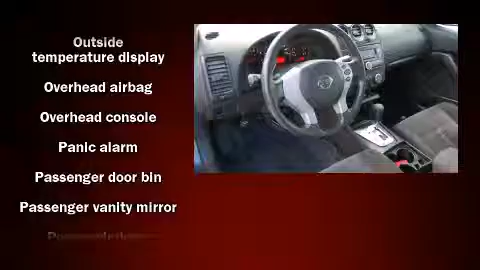 Outside
temperature display
Overhead airbag
Overhead console
Panic alarm
Passenger door bin
Passenger vanity mirror